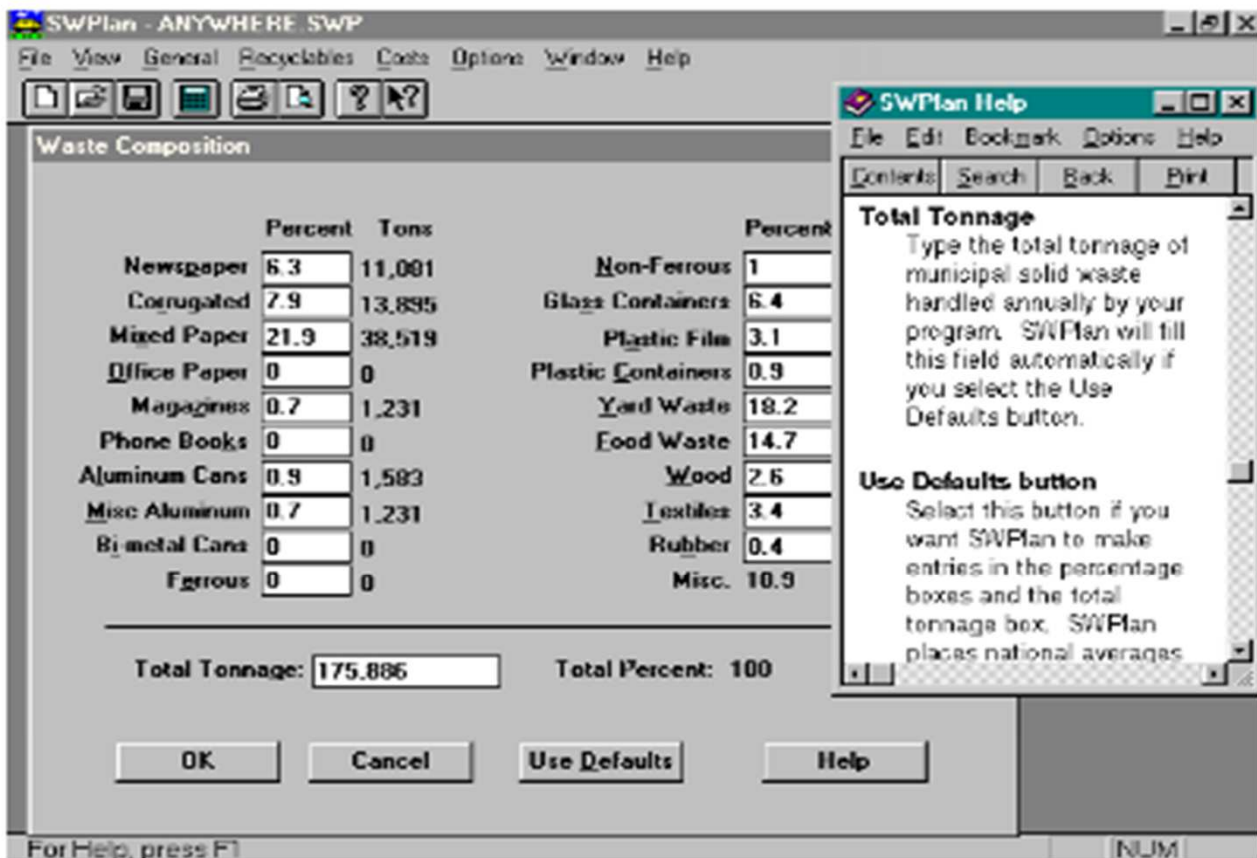 SWPlan - ANYWHERE.SWP
File View General Recyclables Costs Options Window Help
Waste Composition
Percent Tons
Newspaper 6.3 11,081
Corrugated 7.9 13,895
Mixed Paper 21.9 38,519
Office Paper 0 0
Magazines 0.7 1,231
Phone Books 0 0
Aluminum Cans 0.9 1,583
Misc Aluminum 0.7 1,231
Bi-metal Cans 0 0
Ferrous 0 0
Percent
Non-Ferrous 1
Glass Containers 6.4
Plastic Film 3.1
Plastic Containers 0.9
Yard Waste 18.2
Food Waste 14.7
Wood 2.6
Textiles 3.4
Rubber 0.4
Misc. 10.9
Total Tonnage: 175,886 Total Percent: 100
OK Cancel Use Defaults Help
SWPlan Help
File Edit Bookmark Options Help
Contents Search Back Print
Total Tonnage
Type the total tonnage of
municipal solid waste
handled annually by your
program. SWPlan will fill
this field automatically if
you select the Use
Defaults button.
Use Defaults button
Select this button if you
want SWPlan to make
entries in the percentage
boxes and the total
tonnage box. SWPlan
places national averages
For Help, press F1 NUM